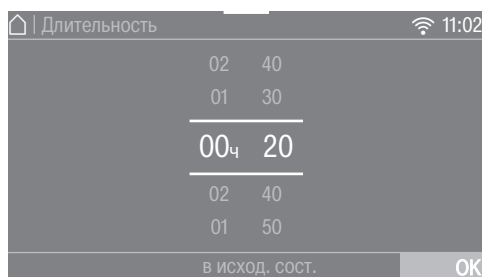 | Длительность 11:02
02 40
01 30
00ч 20
02 40
01 50
в исход. сост. OK